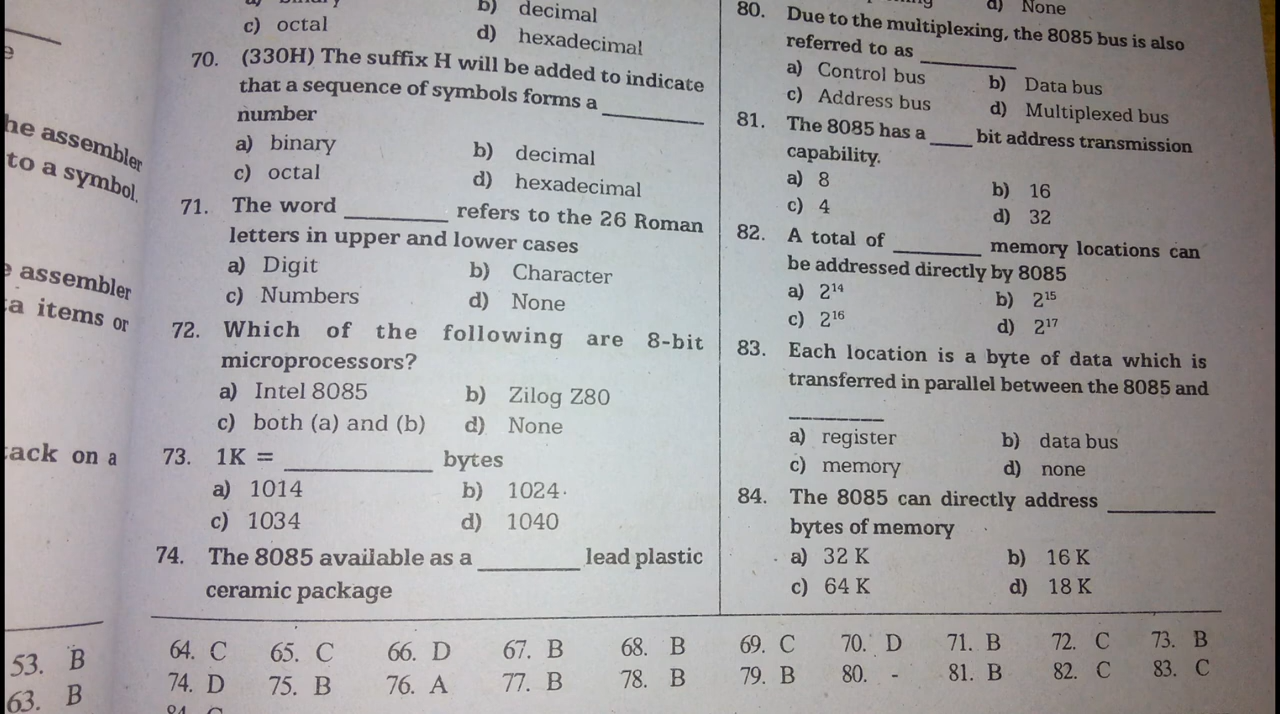 b) decimal
c) octal
d) hexadecimal
70. (330H) The suffix H will be added to indicate
that a sequence of symbols forms a ________
number
a) binary b) decimal
c) octal d) hexadecimal
71. The word ________ refers to the 26 Roman
letters in upper and lower cases
a) Digit b) Character
c) Numbers d) None
72. Which of the following are 8-bit
microprocessors?
a) Intel 8085 b) Zilog Z80
c) both (a) and (b) d) None
73. 1K = ________ bytes
a) 1014 b) 1024
c) 1034 d) 1040
74. The 8085 available as a ________ lead plastic
ceramic package
d) None
80. Due to the multiplexing, the 8085 bus is also
referred to as ________
a) Control bus b) Data bus
c) Address bus d) Multiplexed bus
81. The 8085 has a ____ bit address transmission
capability.
a) 8 b) 16
c) 4 d) 32
82. A total of ________ memory locations can
be addressed directly by 8085
a) 2¹⁴ b) 2¹⁵
c) 2¹⁶ d) 2¹⁷
83. Each location is a byte of data which is
transferred in parallel between the 8085 and
________
a) register b) data bus
c) memory d) none
84. The 8085 can directly address ________
bytes of memory
a) 32 K b) 16 K
c) 64 K d) 18 K
64. C 65. C 66. D 67. B 68. B 69. C 70. D 71. B 72. C 73. B
74. D 75. B 76. A 77. B 78. B 79. B 80. - 81. B 82. C 83. C
assembler
to a symbol.
assembler
items or
on a
53. B
63. B